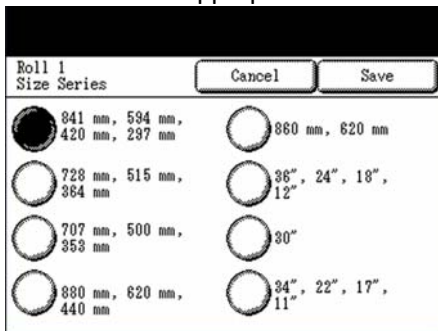 Roll 1
Size Series
Cancel
Save
841 mm, 594 mm,
420 mm, 297 mm
728 mm, 515 mm,
364 mm
707 mm, 500 mm,
353 mm
880 mm, 620 mm,
440 mm
860 mm, 620 mm
36″, 24″, 18″,
12″
30″
34″, 22″, 17″,
11″